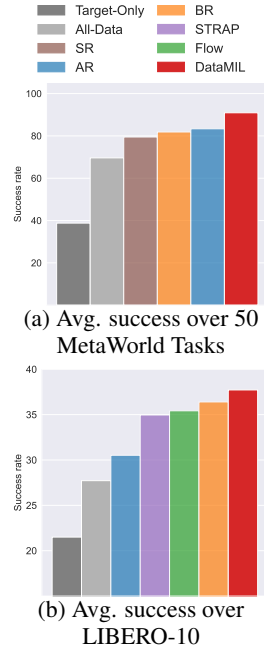 Target-Only
All-Data
SR
AR
BR
STRAP
Flow
DataMIL
100
80
60
40
20
Success rate
(a) Avg. success over 50
MetaWorld Tasks
40
35
30
25
20
Success rate
(b) Avg. success over
LIBERO-10